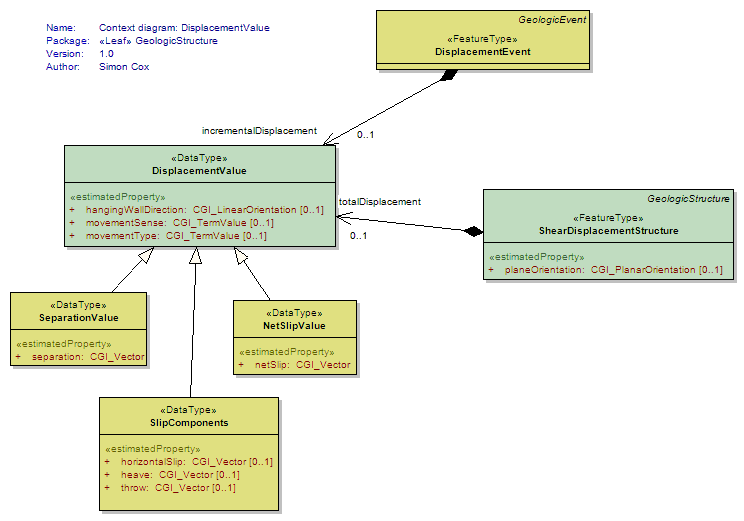 Name: Context diagram: DisplacementValue
Package: «Leaf» GeologicStructure
Version: 1.0
Author: Simon Cox
GeologicEvent
«FeatureType»
DisplacementEvent
incrementalDisplacement
0..1
«DataType»
DisplacementValue
«estimatedProperty»
+ hangingWallDirection: CGI_LinearOrientation [0..1]
+ movementSense: CGI_TermValue [0..1]
+ movementType: CGI_TermValue [0..1]
totalDisplacement
0..1
GeologicStructure
«FeatureType»
ShearDisplacementStructure
«estimatedProperty»
+ planeOrientation: CGI_PlanarOrientation [0..1]
«DataType»
SeparationValue
«estimatedProperty»
+ separation: CGI_Vector
«DataType»
NetSlipValue
«estimatedProperty»
+ netSlip: CGI_Vector
«DataType»
SlipComponents
«estimatedProperty»
+ horizontalSlip: CGI_Vector [0..1]
+ heave: CGI_Vector [0..1]
+ throw: CGI_Vector [0..1]